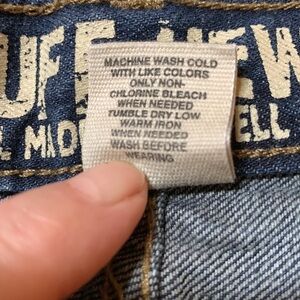 MACHINE WASH COLD
WITH LIKE COLORS
ONLY NON-
CHLORINE BLEACH
WHEN NEEDED
TUMBLE DRY LOW
WARM IRON
WHEN NEEDED
WASH BEFORE
WEARING